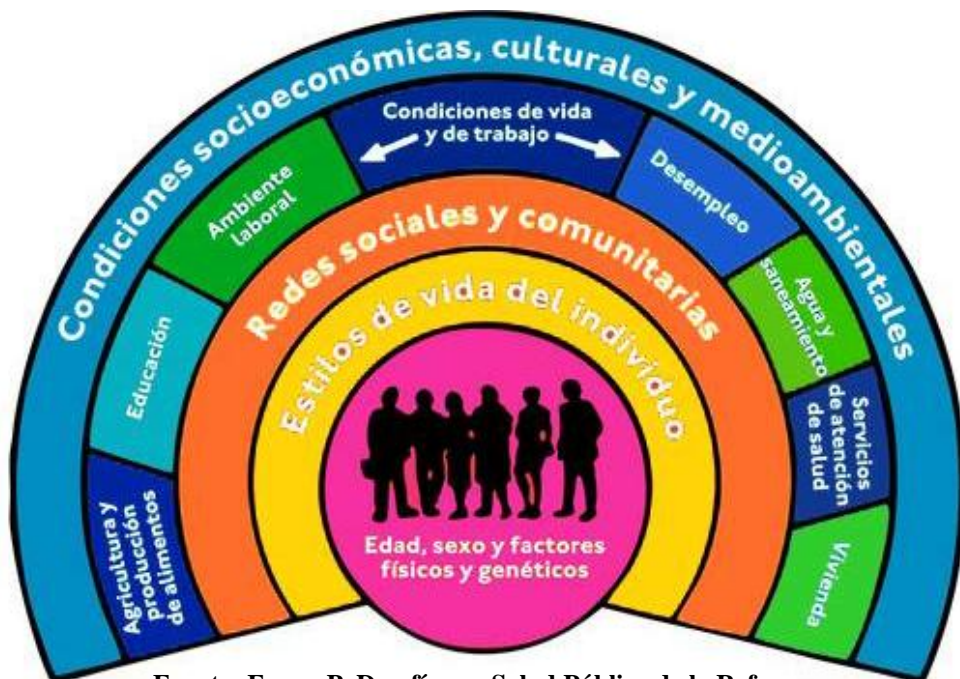 Condiciones socioeconómicas, culturales y medioambientales
Condiciones de vida
y de trabajo
Agricultura y
producción
de alimentos
Educación
Ambiente
laboral
Desempleo
Agua y
saneamiento
Servicios
de atención
de salud
Vivienda
Redes sociales y comunitarias
Estilos de vida del individuo
Edad, sexo y factores
físicos y genéticos